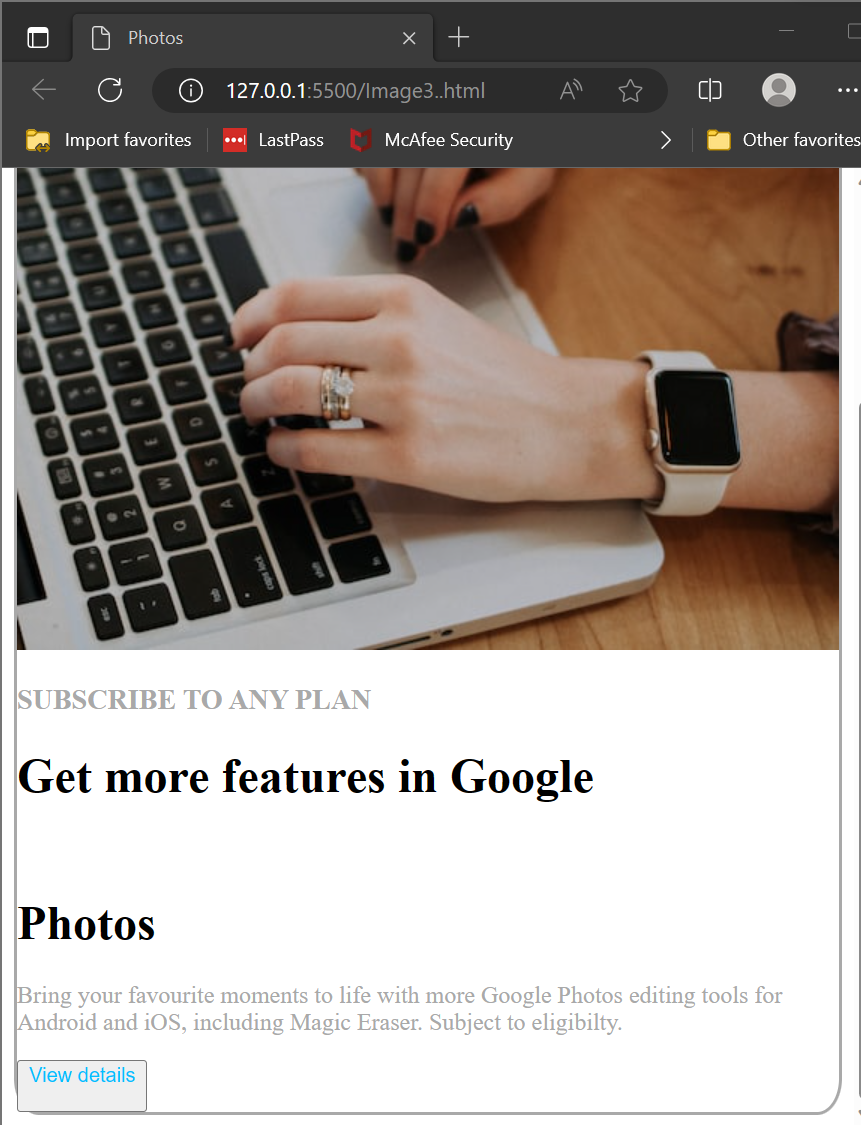 Photos
127.0.0.1:5500/Image3..html
Import favorites
LastPass
McAfee Security
Other favorites
SUBSCRIBE TO ANY PLAN
Get more features in Google
Photos
Bring your favourite moments to life with more Google Photos editing tools for
Android and iOS, including Magic Eraser. Subject to eligibilty.
View details